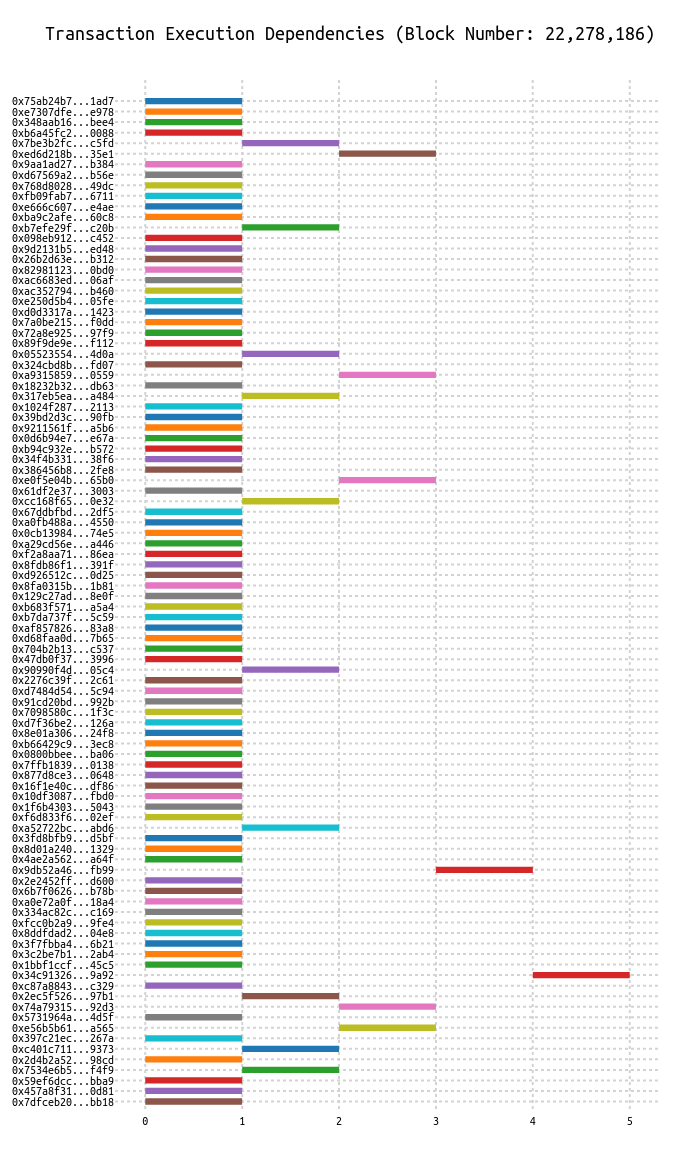 Transaction Execution Dependencies (Block Number: 22,278,186)
0x75ab24b7...1ad7
0xe7307dfe...e978
0x348aab16...bee4
0xb6a45fc2...0088
0x7be3b2fc...c5fd
0xed6d218b...35e1
0x9aa1ad27...b384
0xd67569a2...b56e
0x768d8028...49dc
0xfb09fab7...6711
0xe666c607...e4ae
0xba9c2afe...60c8
0xb7efe29f...c20b
0x098eb912...c452
0x9d2131b5...ed48
0x26b2d63e...b312
0x82981123...0bd0
0xac6683ed...06af
0xac352794...b460
0xe250d5b4...05fe
0xd0d3317a...1423
0x7a0be215...f0dd
0x72a8e925...97f9
0x89f9de9e...f112
0x05523554...4d0a
0x324cbd8b...fd07
0xa9315859...0559
0x18232b32...db63
0x317eb5ea...a484
0x1024f287...2113
0x39bd2d3c...90fb
0x9211561f...a5b6
0x0d6b94e7...e67a
0xb94c932e...b572
0x34f4b331...38f6
0x386456b8...2fe8
0xe0f5e04b...65b0
0x61df2e37...3003
0xcc168f65...0e32
0x67ddbfbd...2df5
0xa0fb488a...4550
0x0cb13984...74e5
0xa29cd56e...a446
0xf2a8aa71...86ea
0x8fdb86f1...391f
0xd926512c...0d25
0x8fa0315b...1b81
0x129c27ad...8e0f
0xb683f571...a5a4
0xb7da737f...5c59
0xaf857826...83a8
0xd68faa0d...7b65
0x704b2b13...c537
0x47db0f37...3996
0x90990f4d...05c4
0x2276c39f...2c61
0xd7484d54...5c94
0x91cd20bd...992b
0x7098580c...1f3c
0xd7f36be2...126a
0x8e01a306...24f8
0xb66429c9...3ec8
0x0800bbee...ba06
0x7ffb1839...0138
0x877d8ce3...0648
0x16f1e40c...df86
0x10df3087...fbd0
0x1f6b4303...5043
0xf6d833f6...02ef
0xa52722bc...abd6
0x3fd8bfb9...d5bf
0x8d01a240...1329
0x4ae2a562...a64f
0x9db52a46...fb99
0x2e2452ff...d600
0x6b7f0626...b78b
0xa0e72a0f...18a4
0x334ac82c...c169
0xfcc0b2a9...9fe4
0x8ddfdad2...04e8
0x3f7fbba4...6b21
0x3c2be7b1...2ab4
0x1bbf1ccf...45c5
0x34c91326...9a92
0xc87a8843...c329
0x2ec5f526...97b1
0x74a79315...92d3
0x5731964a...4d5f
0xe56b5b61...a565
0x397c21ec...267a
0xc401c711...9373
0x2d4b2a52...98cd
0x7534e6b5...f4f9
0x59ef6dcc...bba9
0x457a8f31...0d81
0x7dfceb20...bb18
0 1 2 3 4 5